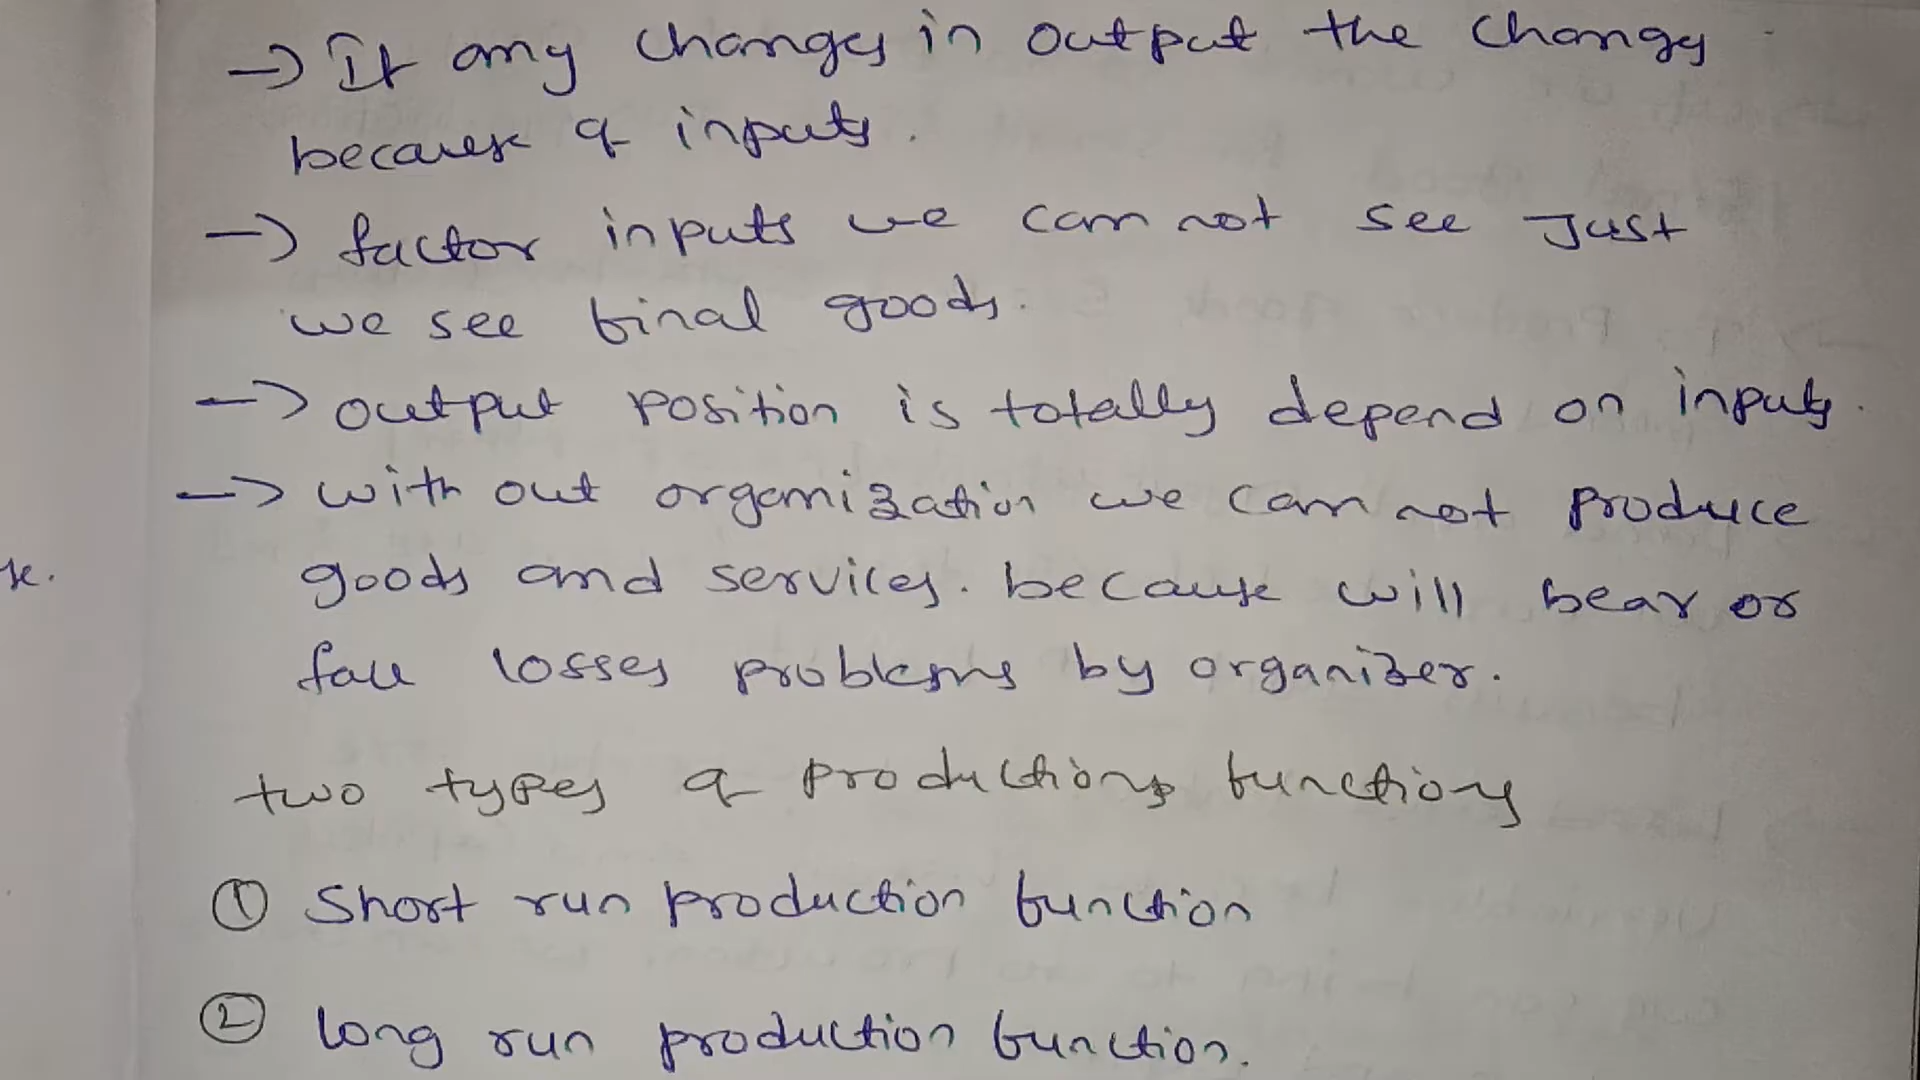 → If any changes in output the changes
because of inputs.
→ factor inputs we can not see Just
we see final goods.
→ output position is totally depend on inputs.
→ with out organization we can not produce
goods and services. because will bear or
face losses problems by organizer.
two types of productions functions
① Short run production function
② long run production function.